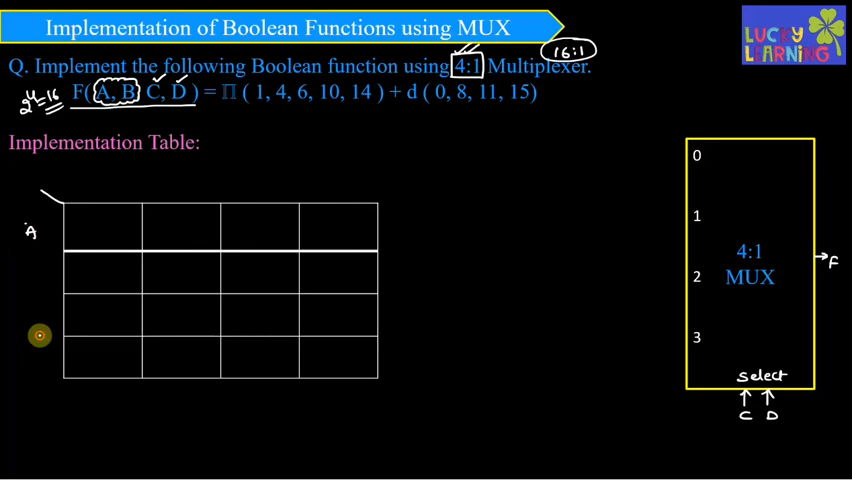 Implementation of Boolean Functions using MUX
LUCKY
LEARNING
16:1
Q. Implement the following Boolean function using 4:1 Multiplexer.
2⁴=16 F( A, B, C, D ) = Π ( 1, 4, 6, 10, 14 ) + d ( 0, 8, 11, 15)
Implementation Table:
0
1
A
4:1
F
MUX
2
3
Select
C D